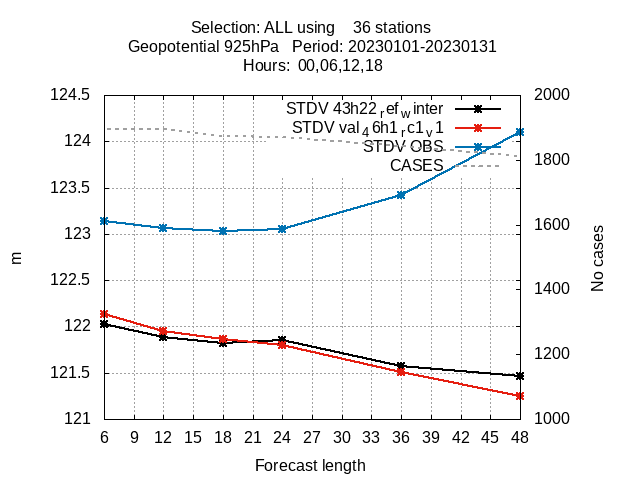 Selection: ALL using 36 stations
Geopotential 925hPa Period: 20230101-20230131
Hours: 00,06,12,18
124.5
124
123.5
123
122.5
122
121.5
121
m
STDV 43h22_ref_winter
STDV val_46h1_rc1_v1
STDV OBS
CASES
2000
1800
1600
1400
1200
1000
No cases
6 9 12 15 18 21 24 27 30 33 36 39 42 45 48
Forecast length